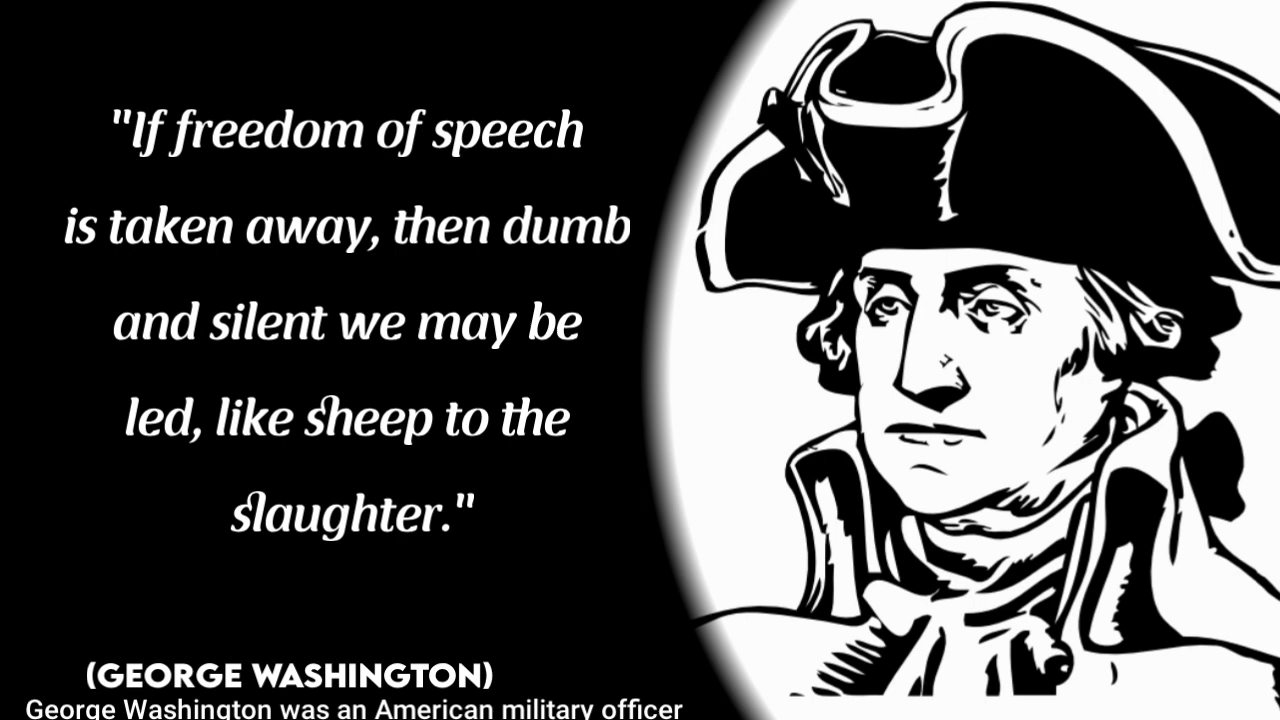 "If freedom of speech
is taken away, then dumb
and silent we may be
led, like sheep to the
slaughter."
(GEORGE WASHINGTON)
George Washington was an American military officer